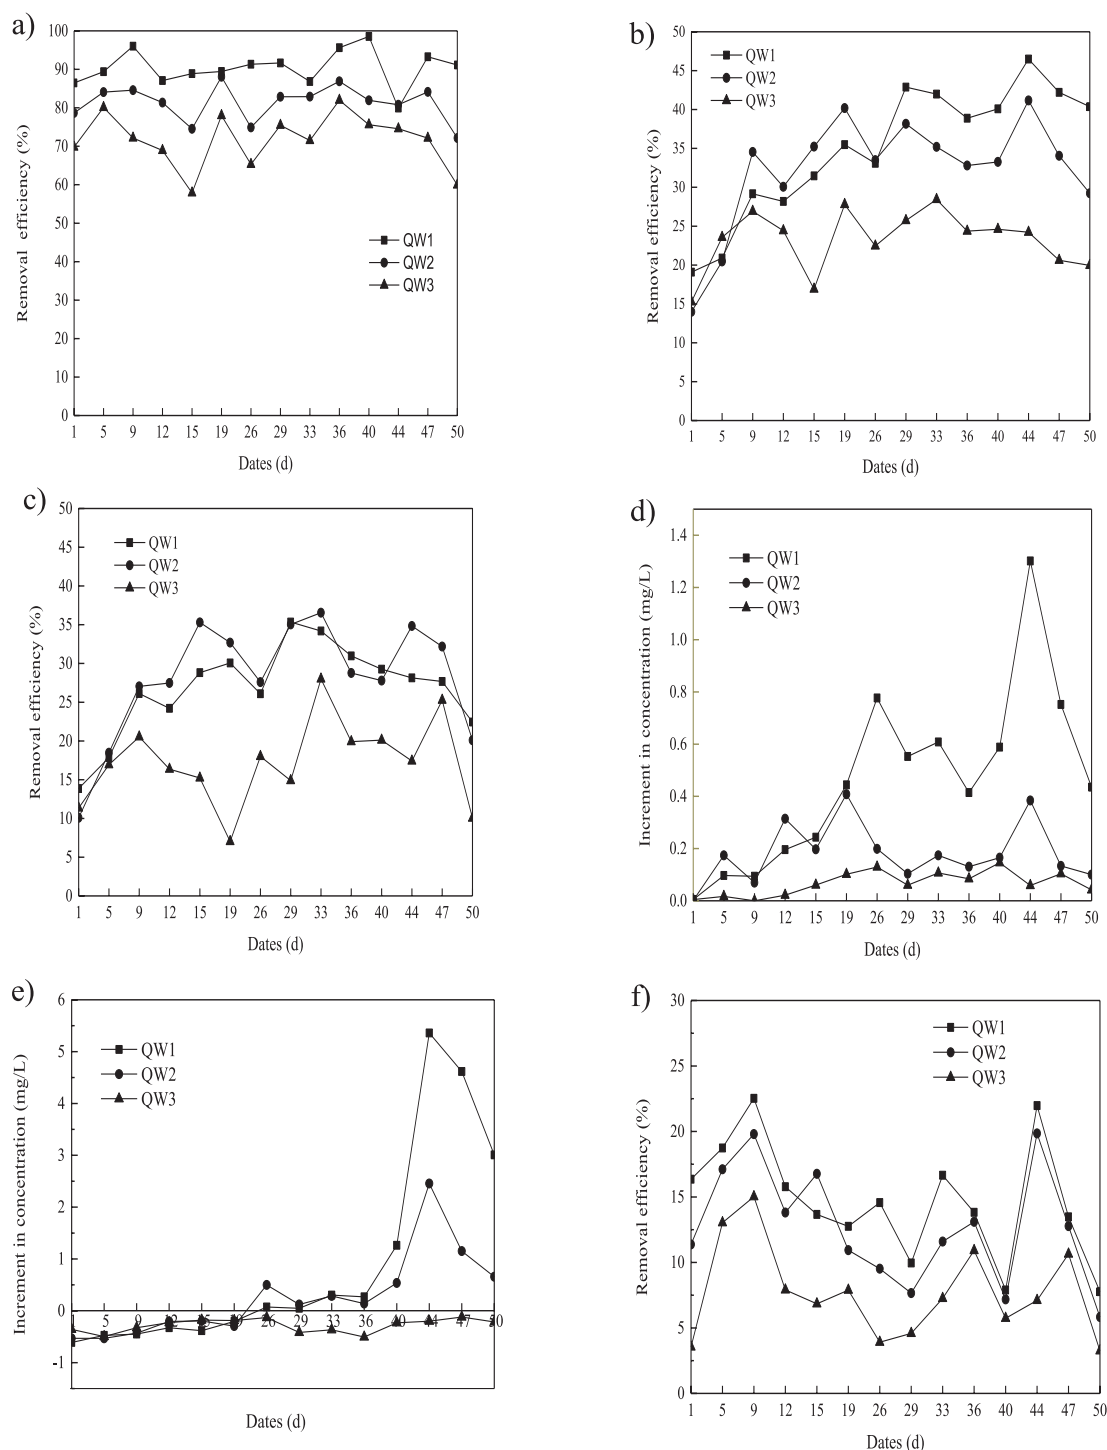 a)
100
90
80
70
60
50
40
30
20
10
0
Removal efficiency (%)
QW1
QW2
QW3
1 5 9 12 15 19 26 29 33 36 40 44 47 50
Dates (d)
b)
50
45
40
35
30
25
20
15
10
5
0
Removal efficiency (%)
QW1
QW2
QW3
1 5 9 12 15 19 26 29 33 36 40 44 47 50
Dates (d)
c)
50
45
40
35
30
25
20
15
10
5
0
Removal efficiency (%)
QW1
QW2
QW3
1 5 9 12 15 19 26 29 33 36 40 44 47 50
Dates (d)
d)
1.4
1.2
1.0
0.8
0.6
0.4
0.2
0.0
Increment in concentration (mg/L)
QW1
QW2
QW3
1 5 9 12 15 19 26 29 33 36 40 44 47 50
Dates (d)
e)
6
5
4
3
2
1
0
-1
Increment in concentration (mg/L)
QW1
QW2
QW3
1 5 9 12 15 19 26 29 33 36 40 44 47 50
Dates (d)
f)
30
25
20
15
10
5
0
Removal efficiency (%)
QW1
QW2
QW3
1 5 9 12 15 19 26 29 33 36 40 44 47 50
Dates (d)